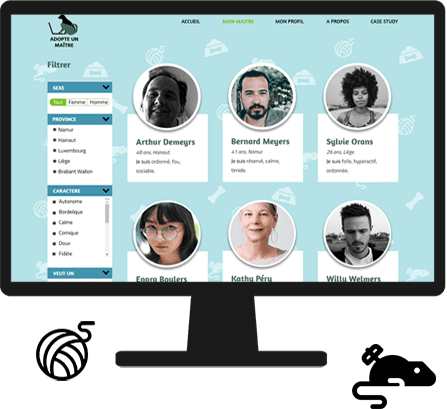 ACCUEIL MON MAITRE MON PROFIL A PROPOS CASE STUDY
ADOPTE UN
MAÎTRE
Filtrer
SEXE
Tout Femme Homme
PROVINCE
Namur
Hainaut
Luxembourg
Liège
Brabant Wallon
CARACTERE
Autonome
Bordelique
Calme
Comique
Doux
Fidèle
VEUT UN
Arthur Demeyrs
48 ans, Hainaut
Je suis ordonné, fou,
sociable.
Bernard Meyers
41 ans, Namur
Je suis réservé, calme,
timide.
Sylvie Orans
26 ans, Liège
Je suis folle, hyperactif,
ordonnée.
Enora Boulers
Kathy Péry
Willy Welmers